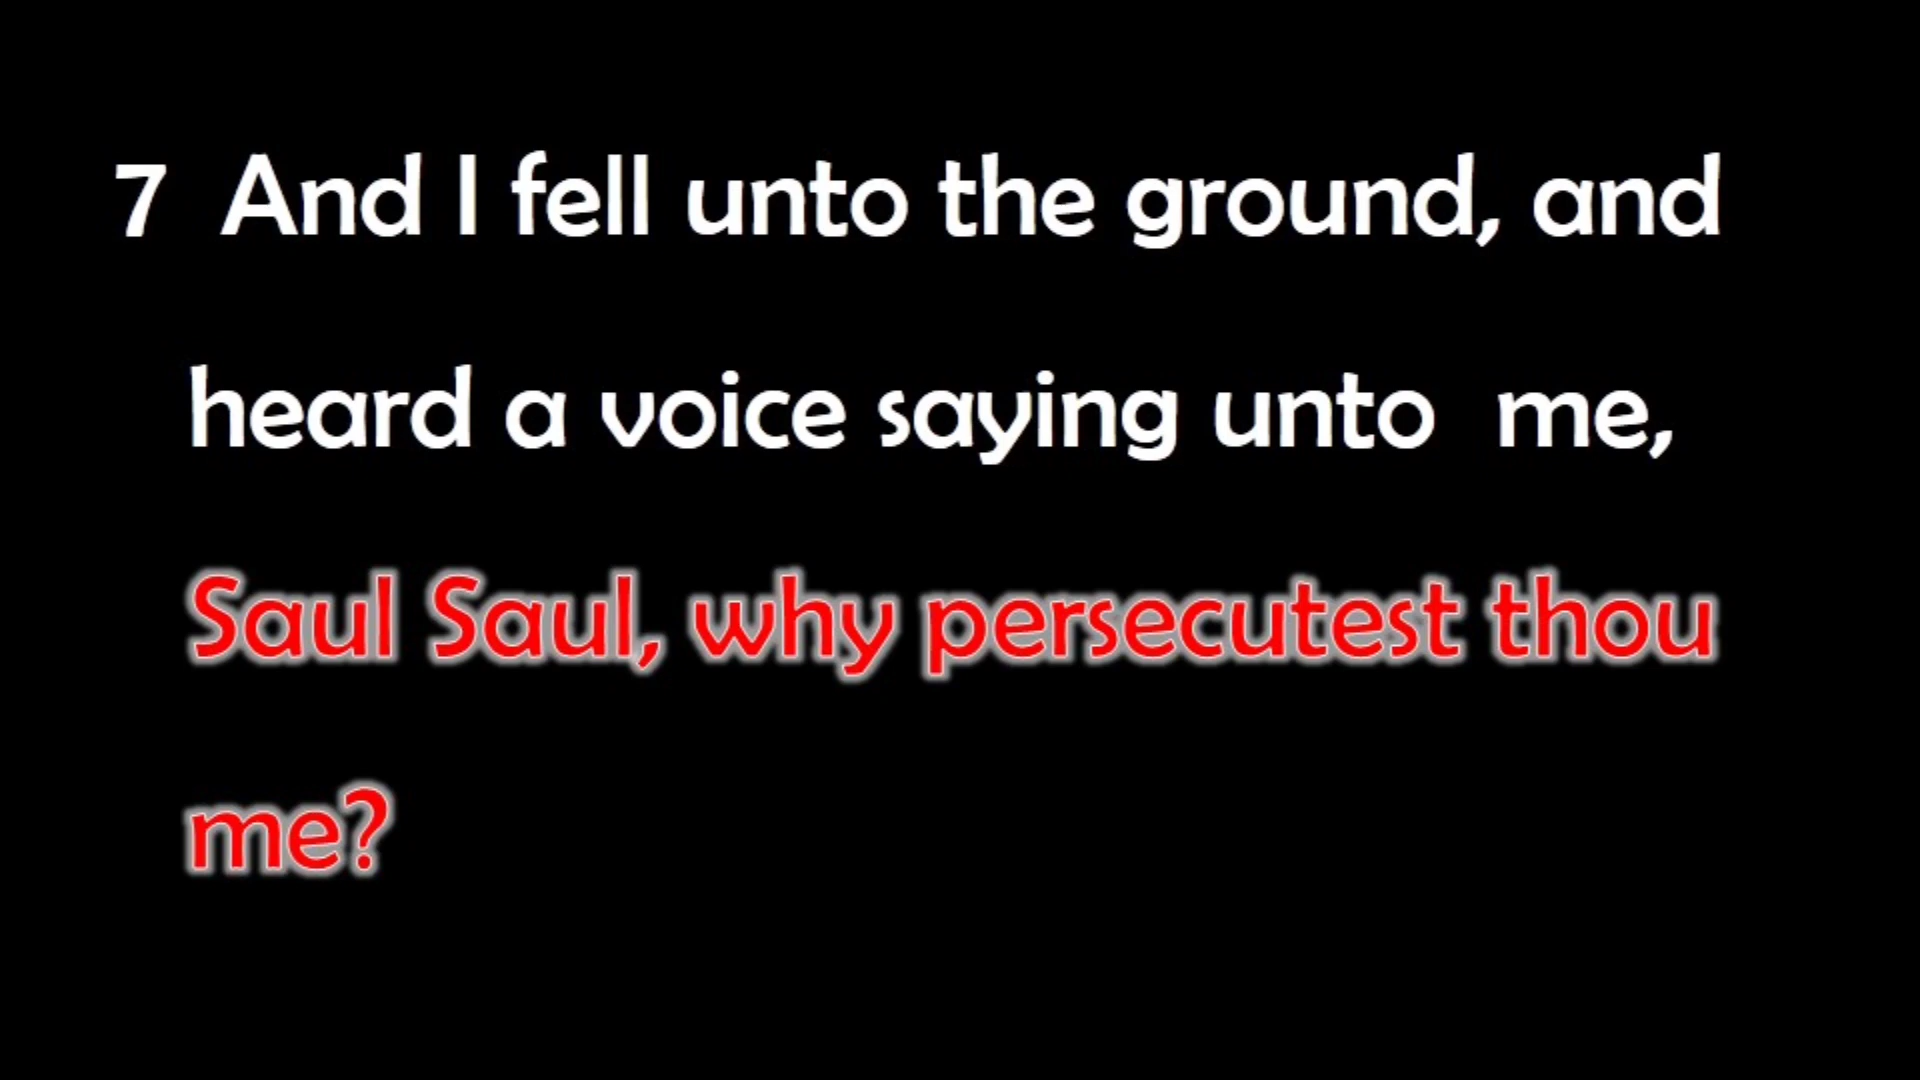 7 And I fell unto the ground, and
heard a voice saying unto me,
Saul Saul, why persecutest thou
me?